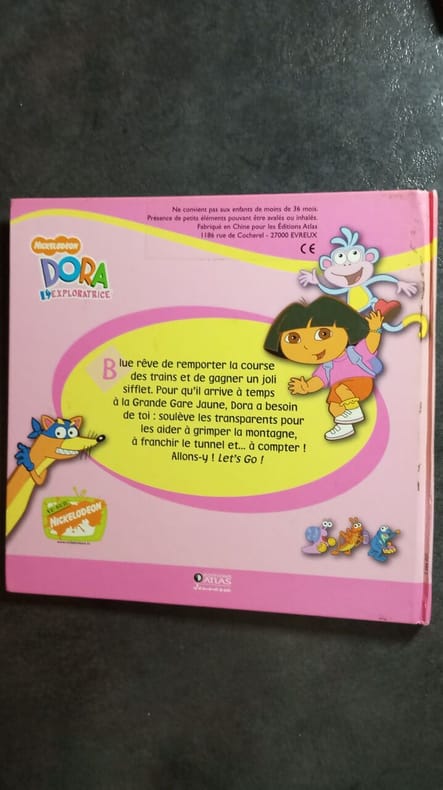 Ne convient pas aux enfants de moins de 36 mois.
Présence de petits éléments pouvant être avalés ou inhalés.
Fabriqué en Chine pour les Éditions Atlas
1186 rue de Cocherel - 27000 EVREUX
CE
NICKELODEON
DORA
L'EXPLORATRICE
Blue rêve de remporter la course
des trains et de gagner un joli
sifflet. Pour qu'il arrive à temps
à la Grande Gare Jaune, Dora a besoin
de toi : soulève les transparents pour
les aider à grimper la montagne,
à franchir le tunnel et... à compter !
Allons-y ! Let's Go !
NICKELODEON
ATLAS